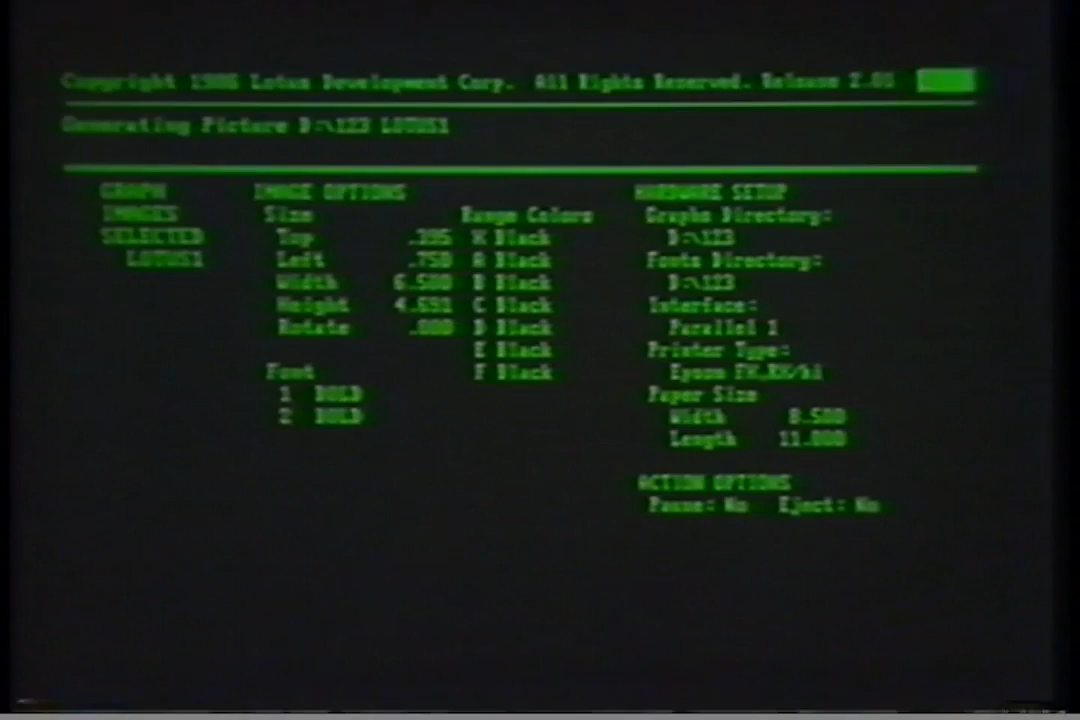 Copyright 1986 Lotus Development Corp. All Rights Reserved. Release 2.01
Generating Picture D:\123 LOTUS1
GRAPH IMAGE OPTIONS HARDWARE SETUP
IMAGES Size Range Colors Graphs Directory:
SELECTED Top .395 X Black D:\123
LOTUS1 Left .750 A Black Fonts Directory:
Width 6.500 B Black D:\123
Height 4.691 C Black Interface:
Rotate .000 D Black Parallel 1
E Black Printer Type:
Font F Black Epson FX,RX/hi
1 BOLD Paper Size
2 BOLD Width 8.500
Length 11.000
ACTION OPTIONS
Pause: No Eject: No